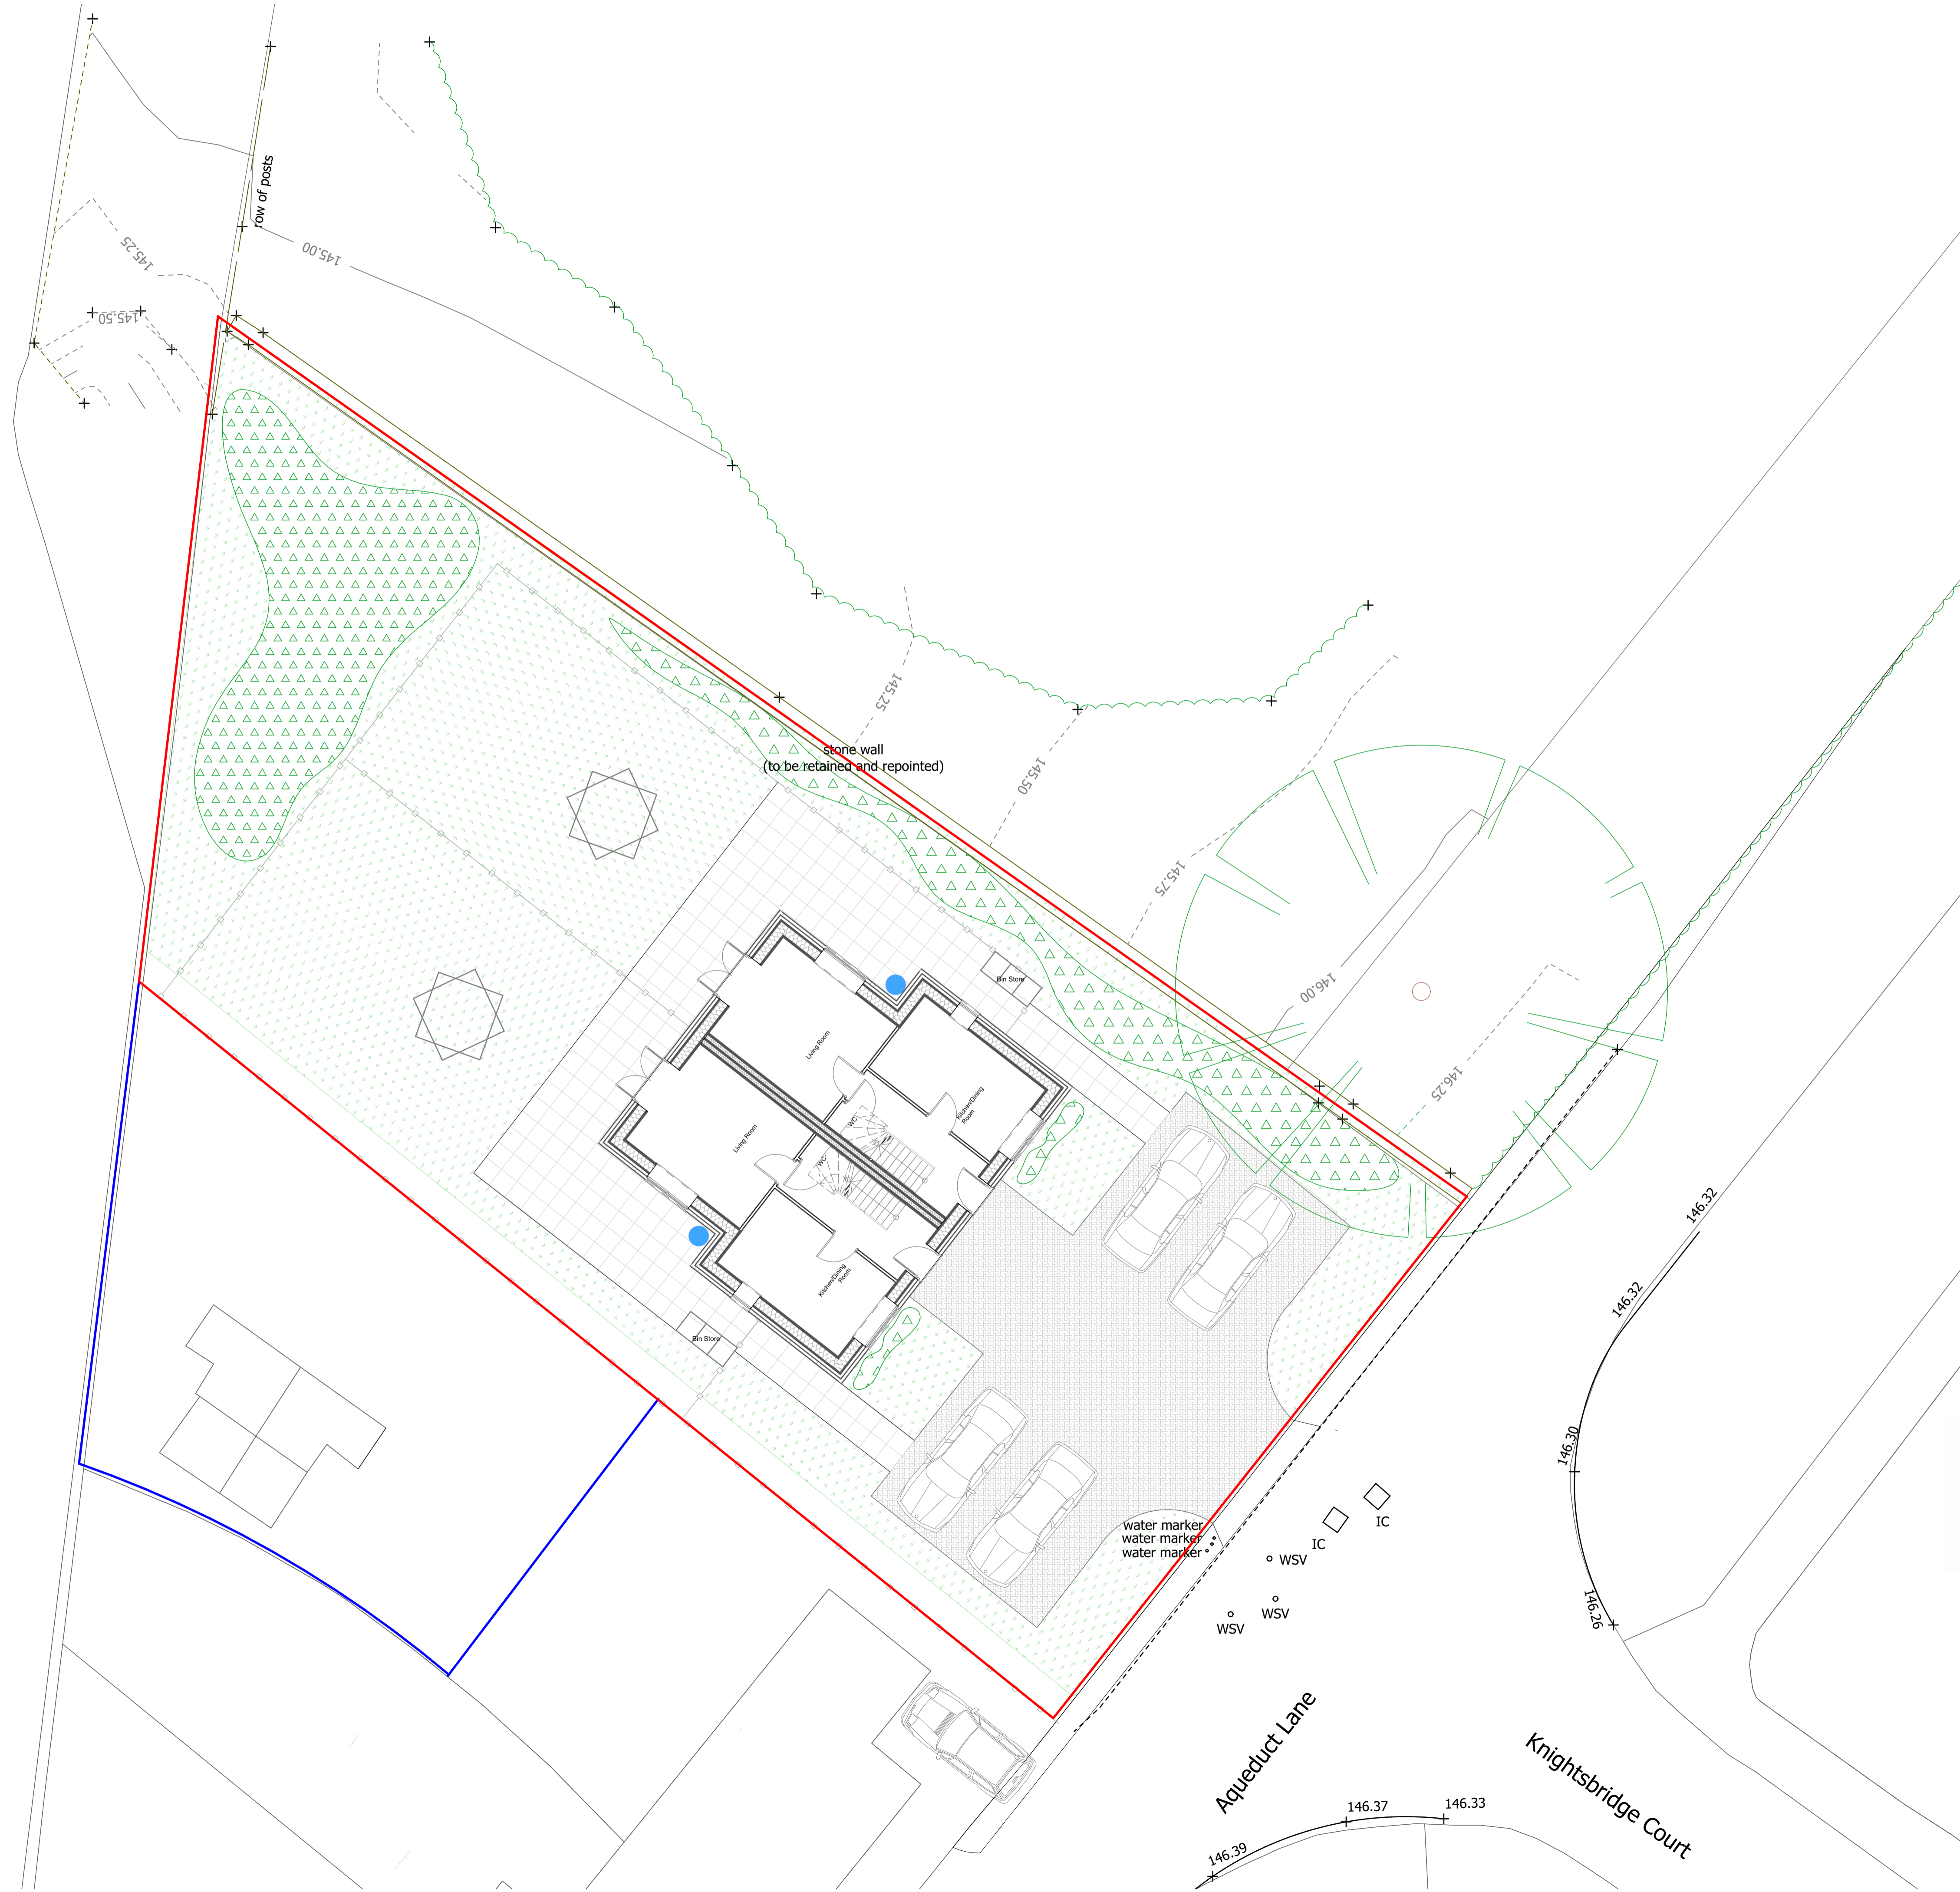 row of posts
145.25
145.00
145.50
145.25
stone wall
(to be retained and repointed)
145.50
145.75
Bin Store
146.00
Living Room
146.25
Kitchen/Dining
Room
WC
Living Room
WC
146.32
Kitchen/Dining
Room
146.32
Bin Store
146.30
water marker
water marker
water marker
IC
IC
WSV
WSV
WSV
146.26
Aqueduct Lane
Knightsbridge Court
146.37
146.33
146.39